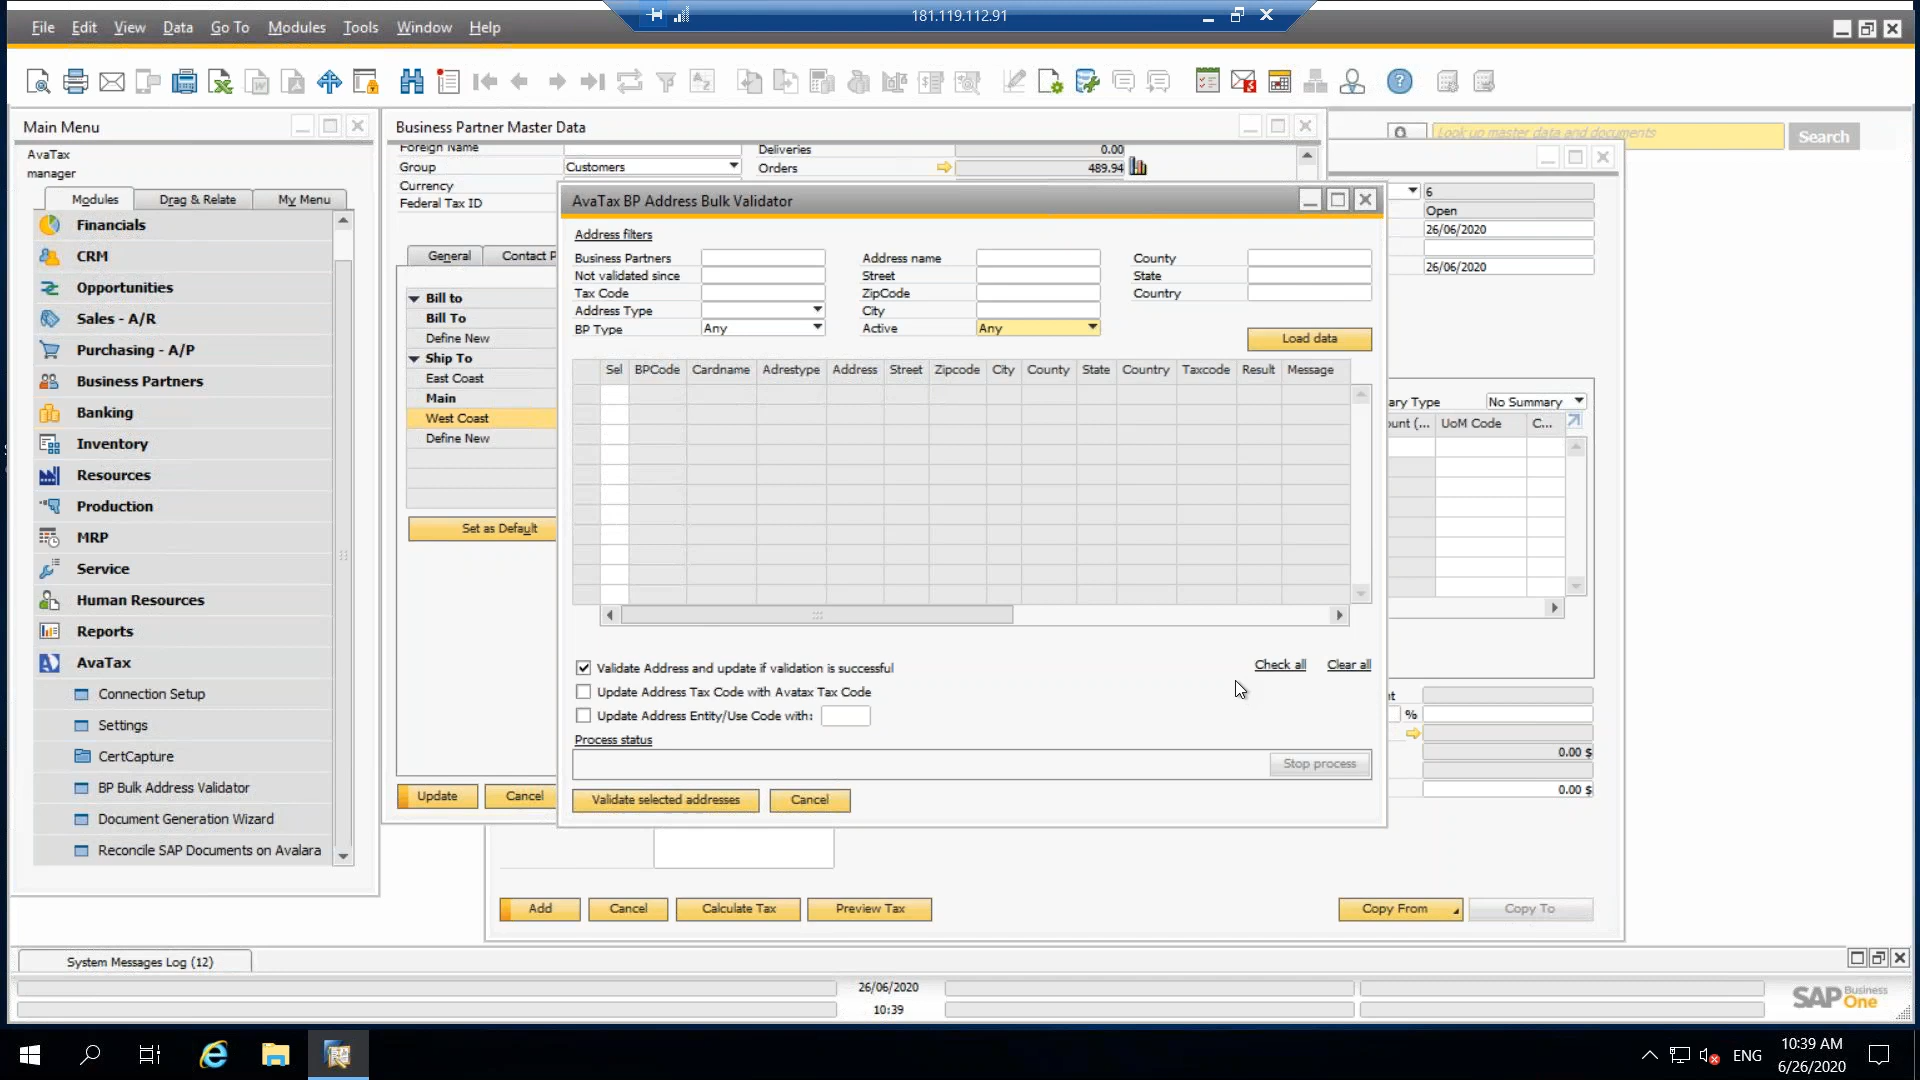 181.119.112.91
File Edit View Data Go To Modules Tools Window Help
Look up master data and documents
Search
Main Menu
AvaTax
manager
Modules
Drag & Relate
My Menu
Financials
CRM
Opportunities
Sales - A/R
Purchasing - A/P
Business Partners
Banking
Inventory
Resources
Production
MRP
Service
Human Resources
Reports
AvaTax
Connection Setup
Settings
CertCapture
BP Bulk Address Validator
Document Generation Wizard
Reconcile SAP Documents on Avalara
Business Partner Master Data
Foreign Name
Deliveries 0.00
Group Customers
Orders 489.94
Currency
Federal Tax ID
General
Contact P
Bill to
Bill To
Define New
Ship To
East Coast
Main
West Coast
Define New
Set as Default
Update
Cancel
AvaTax BP Address Bulk Validator
Address filters
Business Partners
Address name
County
Not validated since
Street
State
Tax Code
ZipCode
Country
Address Type
City
BP Type Any
Active Any
Load data
Sel BPCode Cardname Adrestype Address Street Zipcode City County State Country Taxcode Result Message
Validate Address and update if validation is successful
Check all
Clear all
Update Address Tax Code with Avatax Tax Code
Update Address Entity/Use Code with:
Process status
Stop process
Validate selected addresses
Cancel
6
Open
26/06/2020
26/06/2020
ary Type No Summary
ount (... UoM Code C...
t
%
0.00 $
0.00 $
Add
Cancel
Calculate Tax
Preview Tax
Copy From
Copy To
System Messages Log (12)
26/06/2020
10:39
SAP Business One
ENG
10:39 AM
6/26/2020